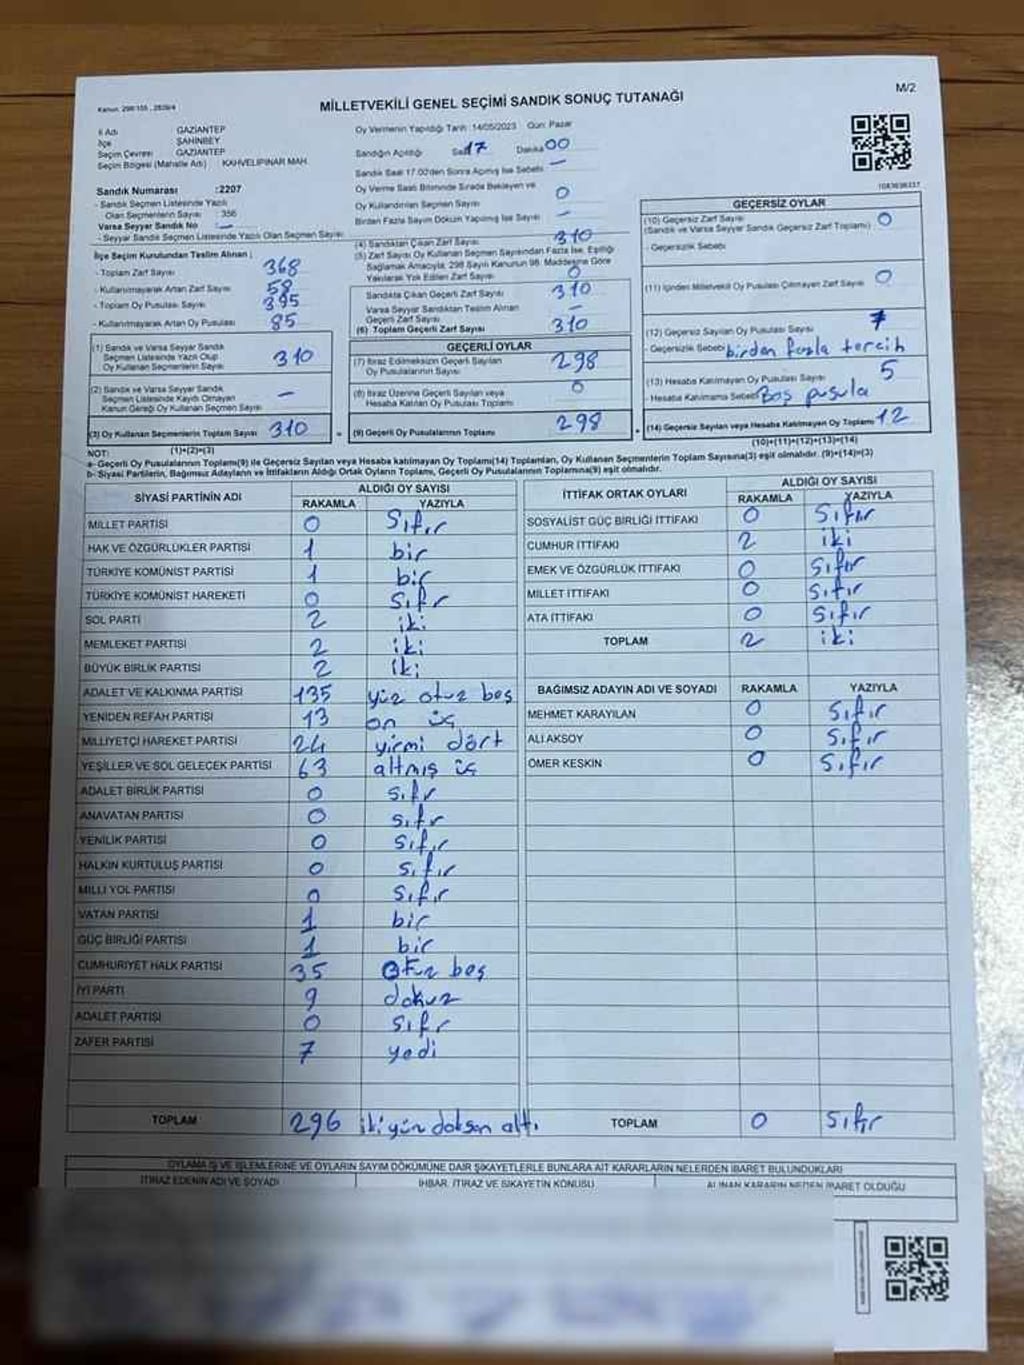 Kanun: 298/105 , 2839/4
MİLLETVEKİLİ GENEL SEÇİMİ SANDIK SONUÇ TUTANAĞI
M/2
İl Adı GAZİANTEP
İlçe ŞAHİNBEY
Seçim Çevresi GAZİANTEP
Seçim Bölgesi (Mahalle Adı) : KAHVELİPINAR MAH.
Sandık Numarası :2207
- Sandık Seçmen Listesinde Yazılı
Olan Seçmenlerin Sayısı : 356
Varsa Seyyar Sandık No —
- Seyyar Sandık Seçmen Listesinde Yazılı Olan Seçmen Sayısı
Oy Vermenin Yapıldığı Tarih :14/05/2023 Gün: Pazar
Sandığın Açıldığı Saat 17 Dakika 00
Sandık Saat 17.00'den Sonra Açılmış İse Sebebi —
Oy Verme Saati Bitiminde Sırada Bekleyen ve
Oy Kullandırılan Seçmen Sayısı 0
Birden Fazla Sayım Döküm Yapılmış İse Sayısı —
İlçe Seçim Kurulundan Teslim Alınan ;
- Toplam Zarf Sayısı 368
- Kullanılmayarak Artan Zarf Sayısı 58
- Toplam Oy Pusulası Sayısı 395
- Kullanılmayarak Artan Oy Pusulası 85
(1) Sandık ve Varsa Seyyar Sandık
Seçmen Listesinde Yazılı Olup
Oy Kullanan Seçmenlerin Sayısı 310
(2) Sandık ve Varsa Seyyar Sandık
Seçmen Listesinde Kaydı Olmayan
Kanun Gereği Oy Kullanan Seçmen Sayısı —
(3) Oy Kullanan Seçmenlerin Toplam Sayısı 310
(1)+(2)=(3)
(4) Sandıktan Çıkan Zarf Sayısı 310
(5) Zarf Sayısı Oy Kullanan Seçmen Sayısından Fazla İse, Eşitliği
Sağlamak Amacıyla, 298 Sayılı Kanunun 98. Maddesine Göre
Yakılarak Yok Edilen Zarf Sayısı 0
Sandıkta Çıkan Geçerli Zarf Sayısı 310
Varsa Seyyar Sandıktan Teslim Alınan
Geçerli Zarf Sayısı —
(6) Toplam Geçerli Zarf Sayısı 310
GEÇERLİ OYLAR
(7) İtiraz Edilmeksizin Geçerli Sayılan
Oy Pusulalarının Sayısı 298
(8) İtiraz Üzerine Geçerli Sayılan veya
Hesaba Katılan Oy Pusulası Toplamı 0
= (9) Geçerli Oy Pusulalarının Toplamı 298
1083636337
GEÇERSİZ OYLAR
(10) Geçersiz Zarf Sayısı 0
(Sandık ve Varsa Seyyar Sandık Geçersiz Zarf Toplamı)
- Geçersizlik Sebebi
(11) İçinden Milletvekili Oy Pusulası Çıkmayan Zarf Sayısı 0
(12) Geçersiz Sayılan Oy Pusulası Sayısı 7
- Geçersizlik Sebebi birden fazla tercih
(13) Hesaba Katılmayan Oy Pusulası Sayısı 5
- Hesaba Katılmama Sebebi Boş pusula
+ (14) Geçersiz Sayılan veya Hesaba Katılmayan Oy Toplamı 12
(10)+(11)+(12)+(13)=(14)
NOT:
a- Geçerli Oy Pusulalarının Toplamı(9) ile Geçersiz Sayılan veya Hesaba katılmayan Oy Toplamı(14) Toplamları, Oy Kullanan Seçmenlerin Toplam Sayısına(3) eşit olmalıdır. (9)+(14)=(3)
b- Siyasi Partilerin, Bağımsız Adayların ve İttifakların Aldığı Ortak Oyların Toplamı, Geçerli Oy Pusulalarının Toplamına(9) eşit olmalıdır.
SİYASİ PARTİNİN ADI ALDIĞI OY SAYISI
RAKAMLA YAZIYLA
MİLLET PARTİSİ 0 Sıfır
HAK VE ÖZGÜRLÜKLER PARTİSİ 1 bir
TÜRKİYE KOMÜNİST PARTİSİ 1 bir
TÜRKİYE KOMÜNİST HAREKETİ 0 sıfır
SOL PARTİ 2 iki
MEMLEKET PARTİSİ 2 iki
BÜYÜK BİRLİK PARTİSİ 2 iki
ADALET VE KALKINMA PARTİSİ 135 yüz otuz beş
YENİDEN REFAH PARTİSİ 13 on üç
MİLLİYETÇİ HAREKET PARTİSİ 24 yirmi dört
YEŞİLLER VE SOL GELECEK PARTİSİ 63 altmış üç
ADALET BİRLİK PARTİSİ 0 sıfır
ANAVATAN PARTİSİ 0 sıfır
YENİLİK PARTİSİ 0 sıfır
HALKIN KURTULUŞ PARTİSİ 0 sıfır
MİLLİ YOL PARTİSİ 0 sıfır
VATAN PARTİSİ 1 bir
GÜÇ BİRLİĞİ PARTİSİ 1 bir
CUMHURİYET HALK PARTİSİ 35 otuz beş
İYİ PARTİ 9 dokuz
ADALET PARTİSİ 0 sıfır
ZAFER PARTİSİ 7 yedi
TOPLAM 296 iki yüz doksan altı
İTTİFAK ORTAK OYLARI ALDIĞI OY SAYISI
RAKAMLA YAZIYLA
SOSYALİST GÜÇ BİRLİĞİ İTTİFAKI 0 Sıfır
CUMHUR İTTİFAKI 2 iki
EMEK VE ÖZGÜRLÜK İTTİFAKI 0 sıfır
MİLLET İTTİFAKI 0 sıfır
ATA İTTİFAKI 0 sıfır
TOPLAM 2 iki
BAĞIMSIZ ADAYIN ADI VE SOYADI RAKAMLA YAZIYLA
MEHMET KARAYILAN 0 Sıfır
ALİ AKSOY 0 Sıfır
ÖMER KESKİN 0 Sıfır
TOPLAM 0 Sıfır
OYLAMA İŞ VE İŞLEMLERİNE VE OYLARIN SAYIM DÖKÜMÜNE DAİR ŞİKAYETLERLE BUNLARA AİT KARARLARIN NELERDEN İBARET BULUNDUKLARI
İTİRAZ EDENİN ADI VE SOYADI İHBAR, İTİRAZ VE ŞİKAYETİN KONUSU ALINAN KARARIN NEDEN İBARET OLDUĞU